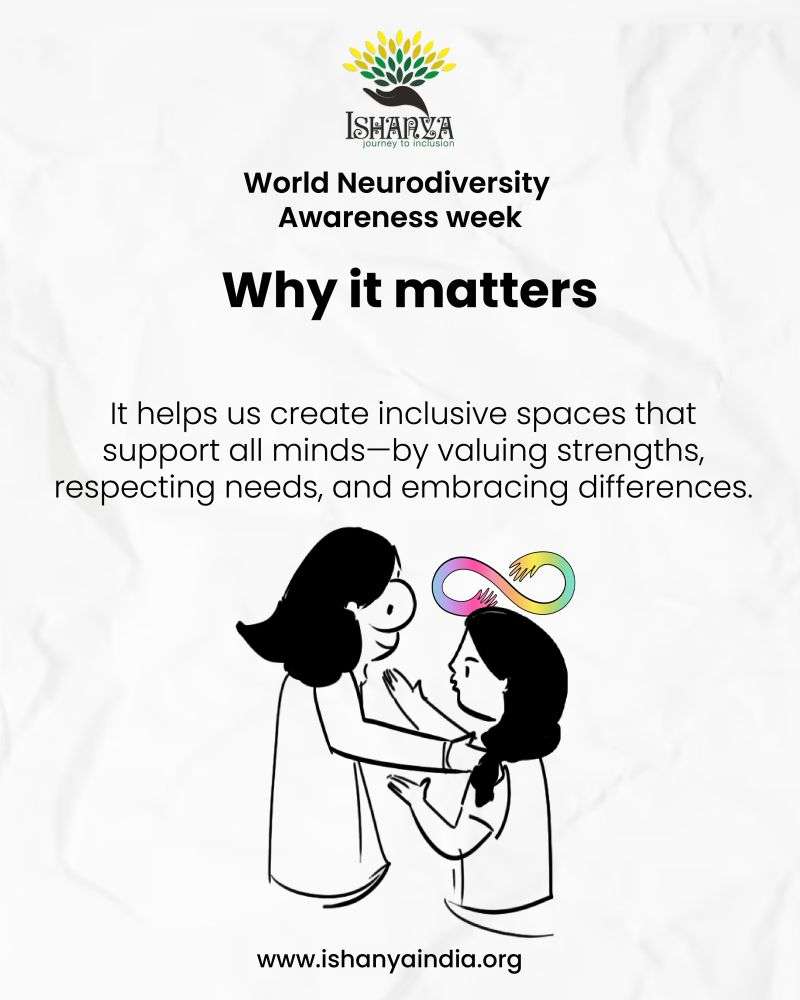 ISHANYA
journey to inclusion
World Neurodiversity
Awareness week
Why it matters
It helps us create inclusive spaces that
support all minds—by valuing strengths,
respecting needs, and embracing differences.
www.ishanyaindia.org